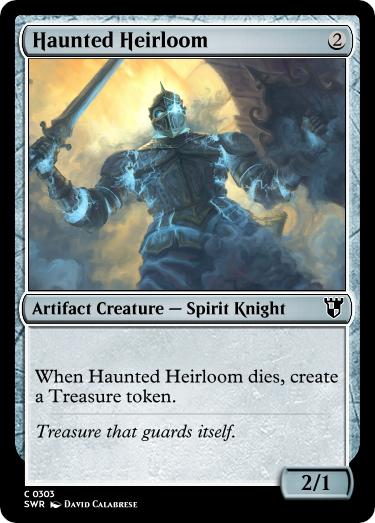 Haunted Heirloom 2
Artifact Creature — Spirit Knight
When Haunted Heirloom dies, create
a Treasure token.
Treasure that guards itself.
2/1
C 0303
SWR David Calabrese